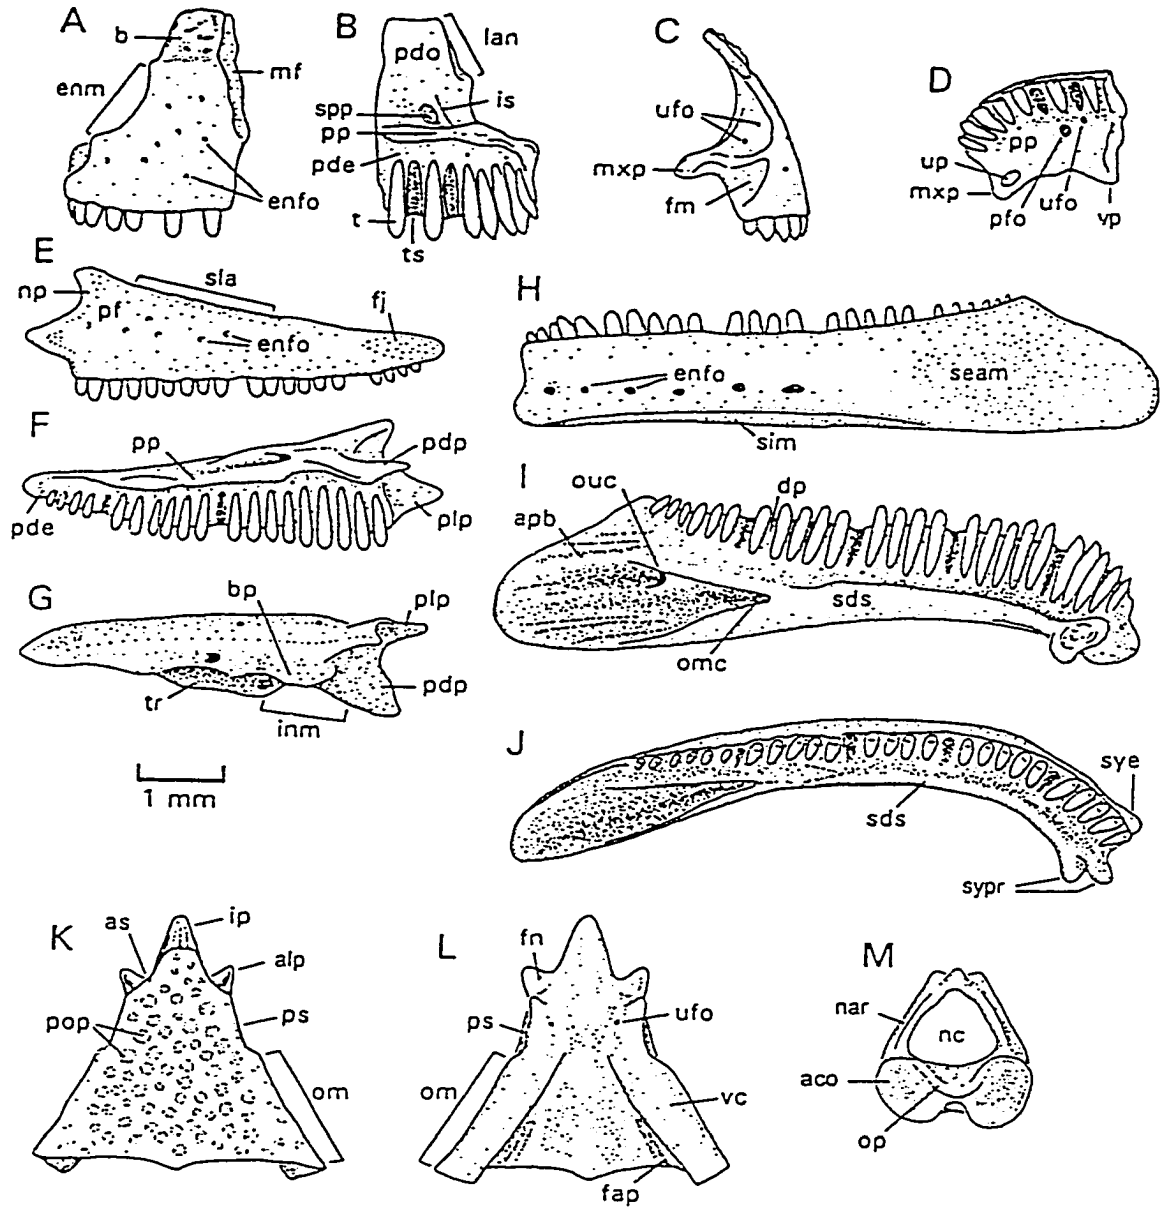 A
b
enm
mf
enfo
B
pdo
lan
spp
is
pp
pde
t
ts
C
ufo
mxp
fm
D
pp
up
mxp
pfo
ufo
vp
E
np
pf
sla
fj
enfo
F
pp
pdp
pde
plp
G
bp
plp
tr
pdp
inm
1 mm
H
enfo
seam
sim
I
ouc
dp
apb
sds
omc
J
sye
sds
sypr
K
as
ip
alp
pop
ps
om
L
fn
ps
ufo
om
vc
fap
M
nar
nc
aco
op